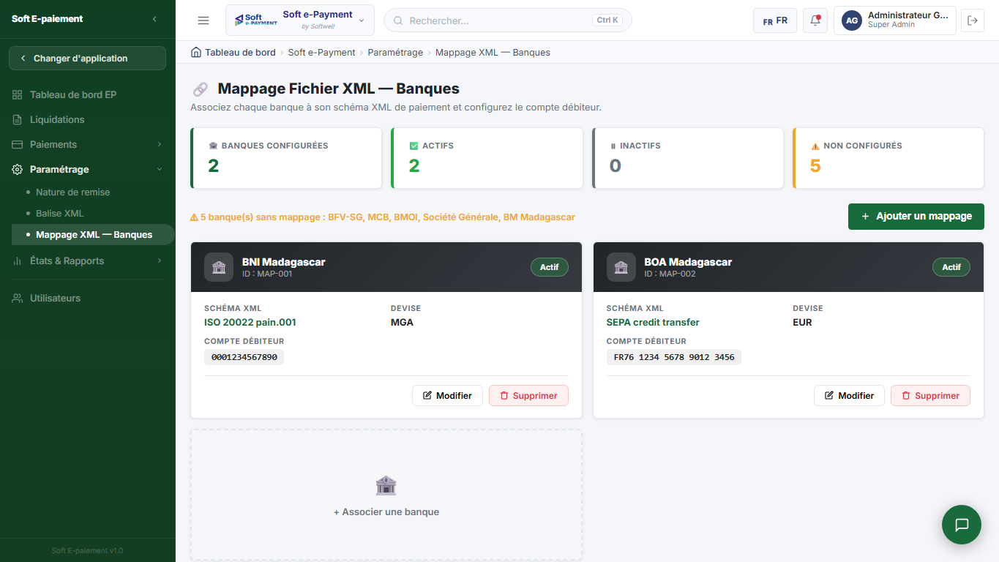 Soft E-paiement
Changer d'application
Tableau de bord EP
Liquidations
Paiements
Paramétrage
Nature de remise
Balise XML
Mappage XML — Banques
États & Rapports
Utilisateurs
Soft E-paiement v1.0
Soft e-PAYMENT
Soft e-Payment
by Softwell
Rechercher...
Ctrl K
FR FR
AG
Administrateur G...
Super Admin
Tableau de bord › Soft e-Payment › Paramétrage › Mappage XML — Banques
Mappage Fichier XML — Banques
Associez chaque banque à son schéma XML de paiement et configurez le compte débiteur.
BANQUES CONFIGURÉES
2
ACTIFS
2
INACTIFS
0
NON CONFIGURÉS
5
⚠ 5 banque(s) sans mappage : BFV-SG, MCB, BMOI, Société Générale, BM Madagascar
+ Ajouter un mappage
BNI Madagascar
ID : MAP-001
Actif
SCHÉMA XML
ISO 20022 pain.001
DEVISE
MGA
COMPTE DÉBITEUR
0001234567890
Modifier
Supprimer
BOA Madagascar
ID : MAP-002
Actif
SCHÉMA XML
SEPA credit transfer
DEVISE
EUR
COMPTE DÉBITEUR
FR76 1234 5678 9012 3456
Modifier
Supprimer
+ Associer une banque